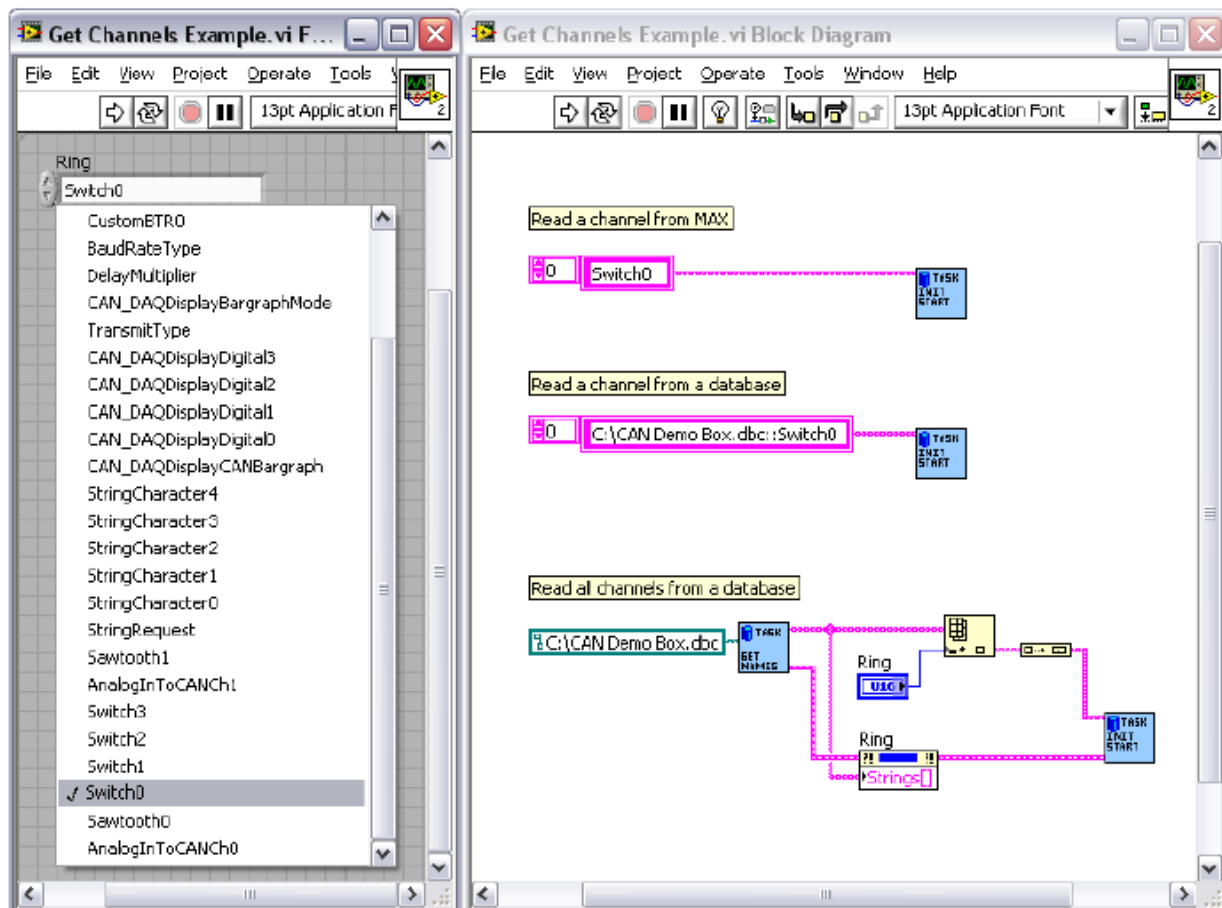 Get Channels Example.vi F...
File Edit View Project Operate Tools
13pt Application F
2
Ring
Switch0
CustomBTR0
BaudRateType
DelayMultiplier
CAN_DAQDisplayBargraphMode
TransmitType
CAN_DAQDisplayDigital3
CAN_DAQDisplayDigital2
CAN_DAQDisplayDigital1
CAN_DAQDisplayDigital0
CAN_DAQDisplayCANBargraph
StringCharacter4
StringCharacter3
StringCharacter2
StringCharacter1
StringCharacter0
StringRequest
Sawtooth1
AnalogInToCANCh1
Switch3
Switch2
Switch1
Switch0
Sawtooth0
AnalogInToCANCh0
Get Channels Example.vi Block Diagram
File Edit View Project Operate Tools Window Help
13pt Application Font
2
Read a channel from MAX
0 Switch0
TASK
INIT
START
Read a channel from a database
0 C:\CAN Demo Box.dbc::Switch0
TASK
INIT
START
Read all channels from a database
C:\CAN Demo Box.dbc
TASK
GET
NAMES
Ring
U16
Ring
Strings[]
TASK
INIT
START